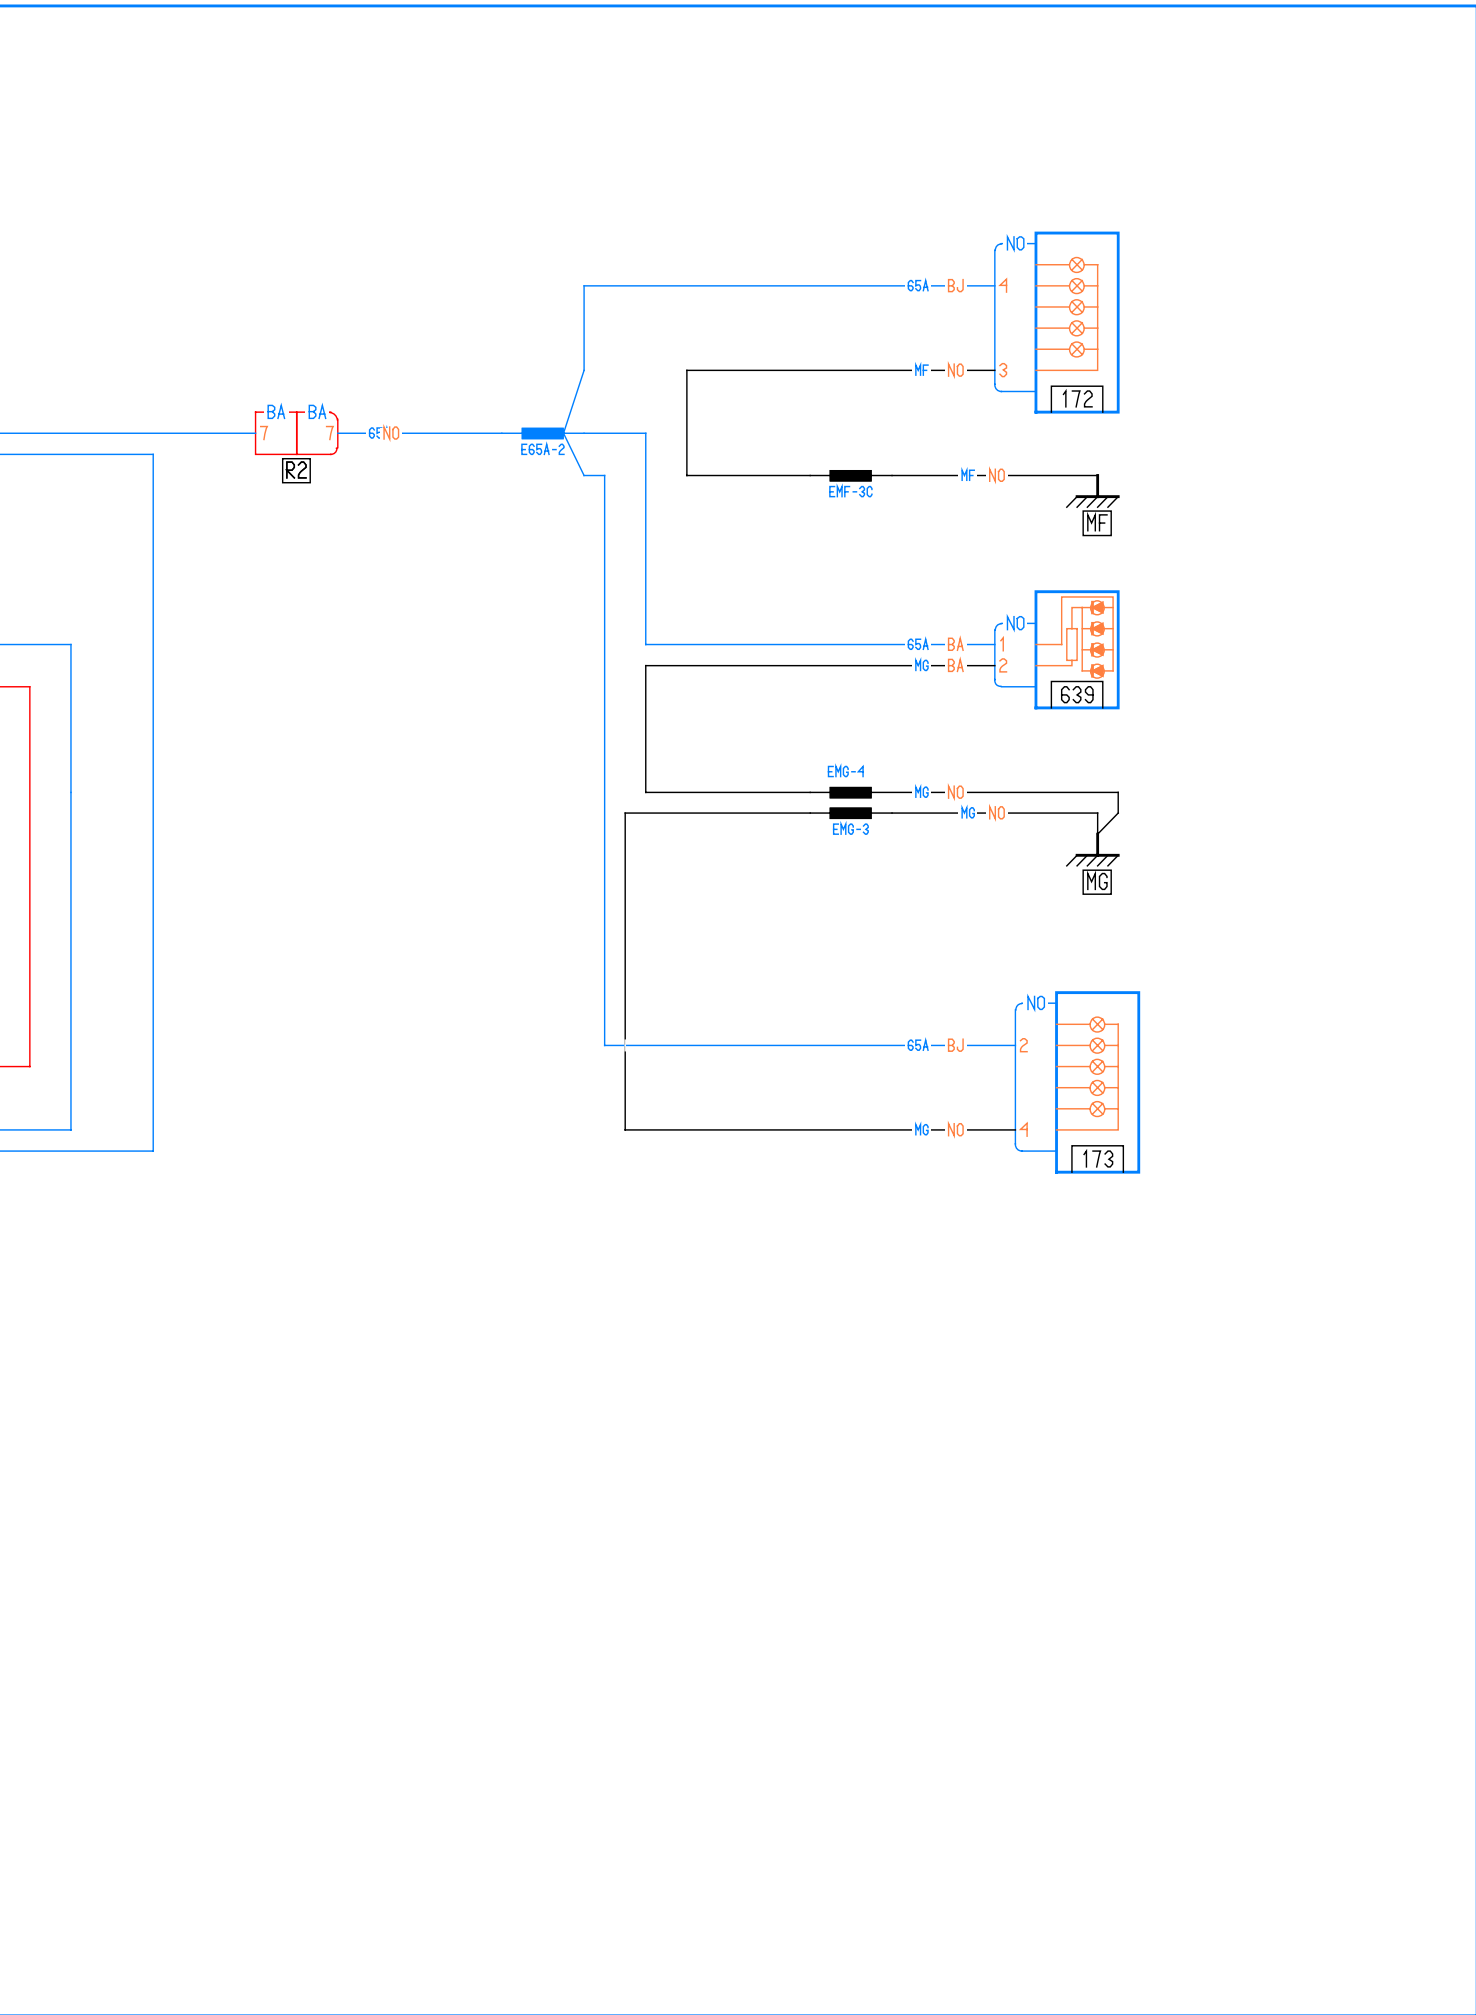 NO
65A BJ 4
MF NO 3
172
BA BA
7 7 NO
R2
E65A-2
MF NO
EMF-3C
MF
NO
65A BA 1
MG BA 2
639
EMG-4
MG NO
MG NO
EMG-3
MG
NO
65A BJ 2
MG NO 4
173